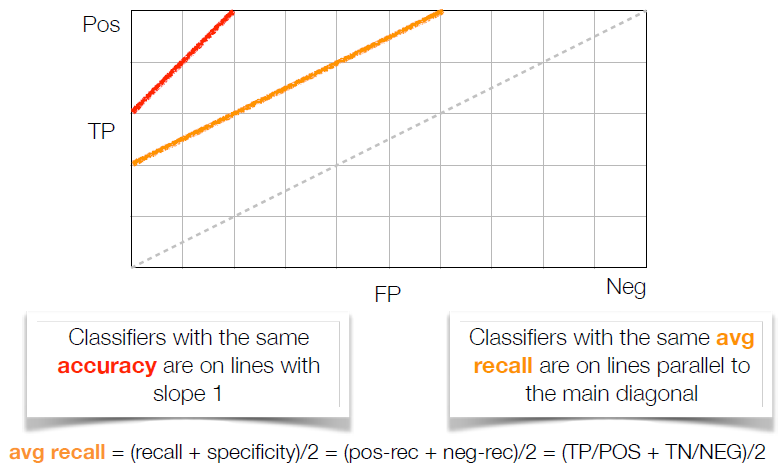 Pos
TP
FP
Neg
Classifiers with the same
accuracy are on lines with
slope 1
Classifiers with the same avg
recall are on lines parallel to
the main diagonal
avg recall = (recall + specificity)/2 = (pos-rec + neg-rec)/2 = (TP/POS + TN/NEG)/2